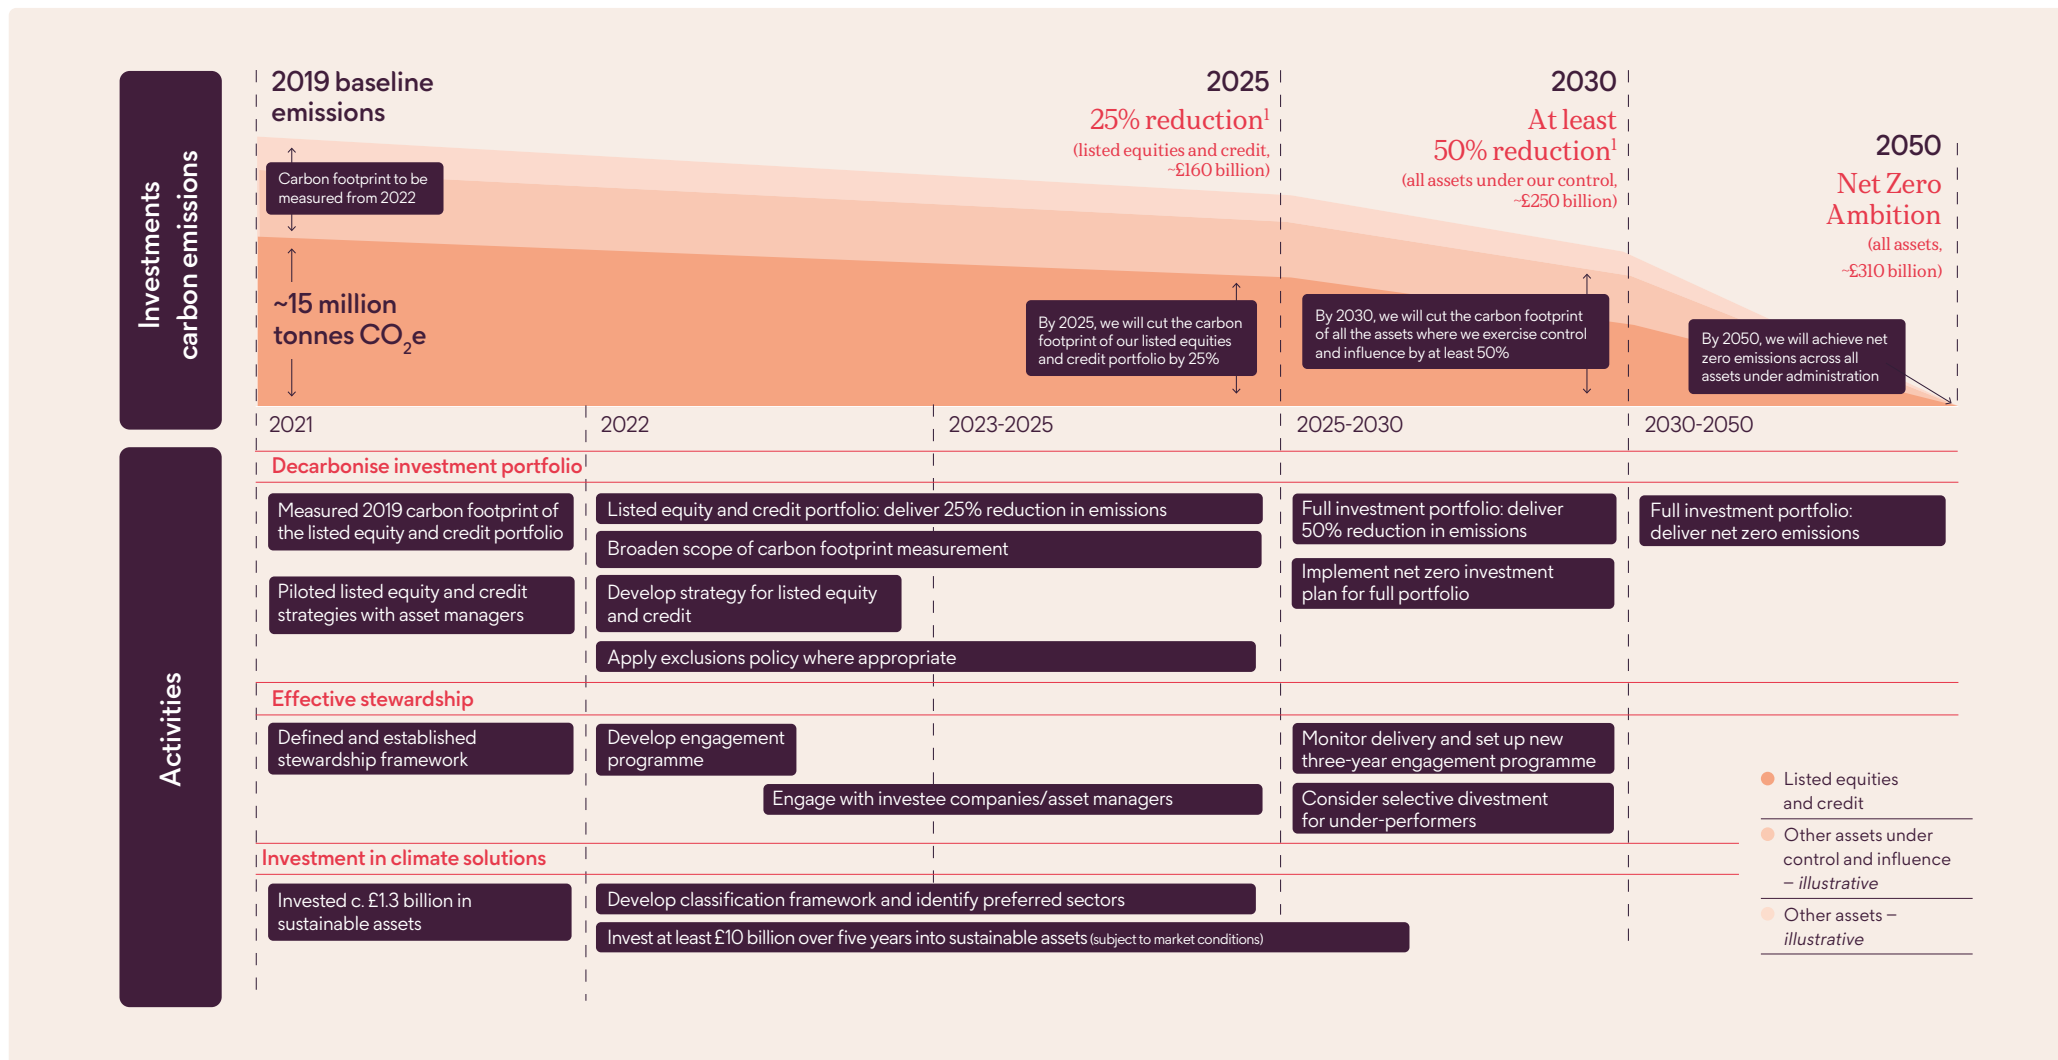 Investments
carbon emissions
2019 baseline
emissions
Carbon footprint to be
measured from 2022
~15 million
tonnes CO2e
2025
25% reduction1
(listed equities and credit,
~£160 billion)
By 2025, we will cut the carbon
footprint of our listed equities
and credit portfolio by 25%
2030
At least
50% reduction1
(all assets under our control,
~£250 billion)
By 2030, we will cut the carbon footprint
of all the assets where we exercise control
and influence by at least 50%
2050
Net Zero
Ambition
(all assets,
~£310 billion)
By 2050, we will achieve net
zero emissions across all
assets under administration
2021
2022
2023-2025
2025-2030
2030-2050
Activities
Decarbonise investment portfolio
Measured 2019 carbon footprint of
the listed equity and credit portfolio
Piloted listed equity and credit
strategies with asset managers
Listed equity and credit portfolio: deliver 25% reduction in emissions
Broaden scope of carbon footprint measurement
Develop strategy for listed equity
and credit
Apply exclusions policy where appropriate
Full investment portfolio: deliver
50% reduction in emissions
Implement net zero investment
plan for full portfolio
Full investment portfolio:
deliver net zero emissions
Effective stewardship
Defined and established
stewardship framework
Develop engagement
programme
Engage with investee companies/asset managers
Monitor delivery and set up new
three-year engagement programme
Consider selective divestment
for under-performers
Investment in climate solutions
Invested c. £1.3 billion in
sustainable assets
Develop classification framework and identify preferred sectors
Invest at least £10 billion over five years into sustainable assets (subject to market conditions)
Listed equities
and credit
Other assets under
control and influence
– illustrative
Other assets –
illustrative